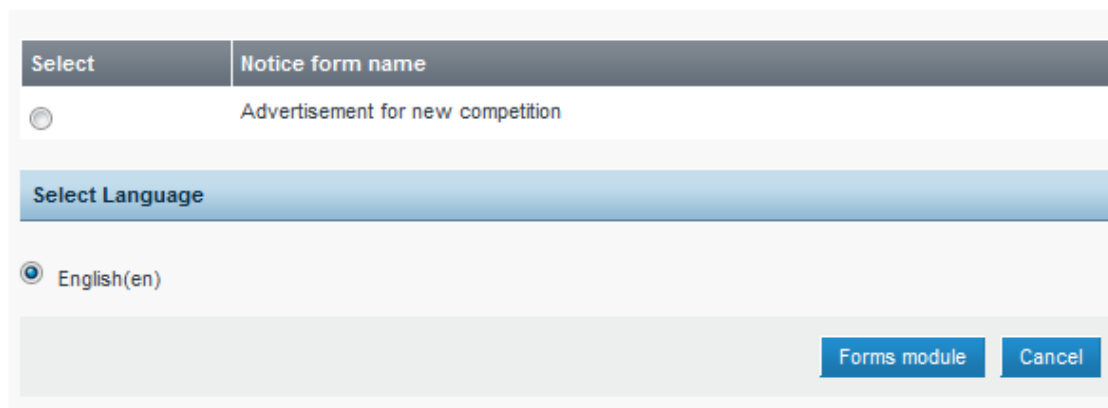 Select Notice form name
Advertisement for new competition
Select Language
English(en)
Forms module Cancel